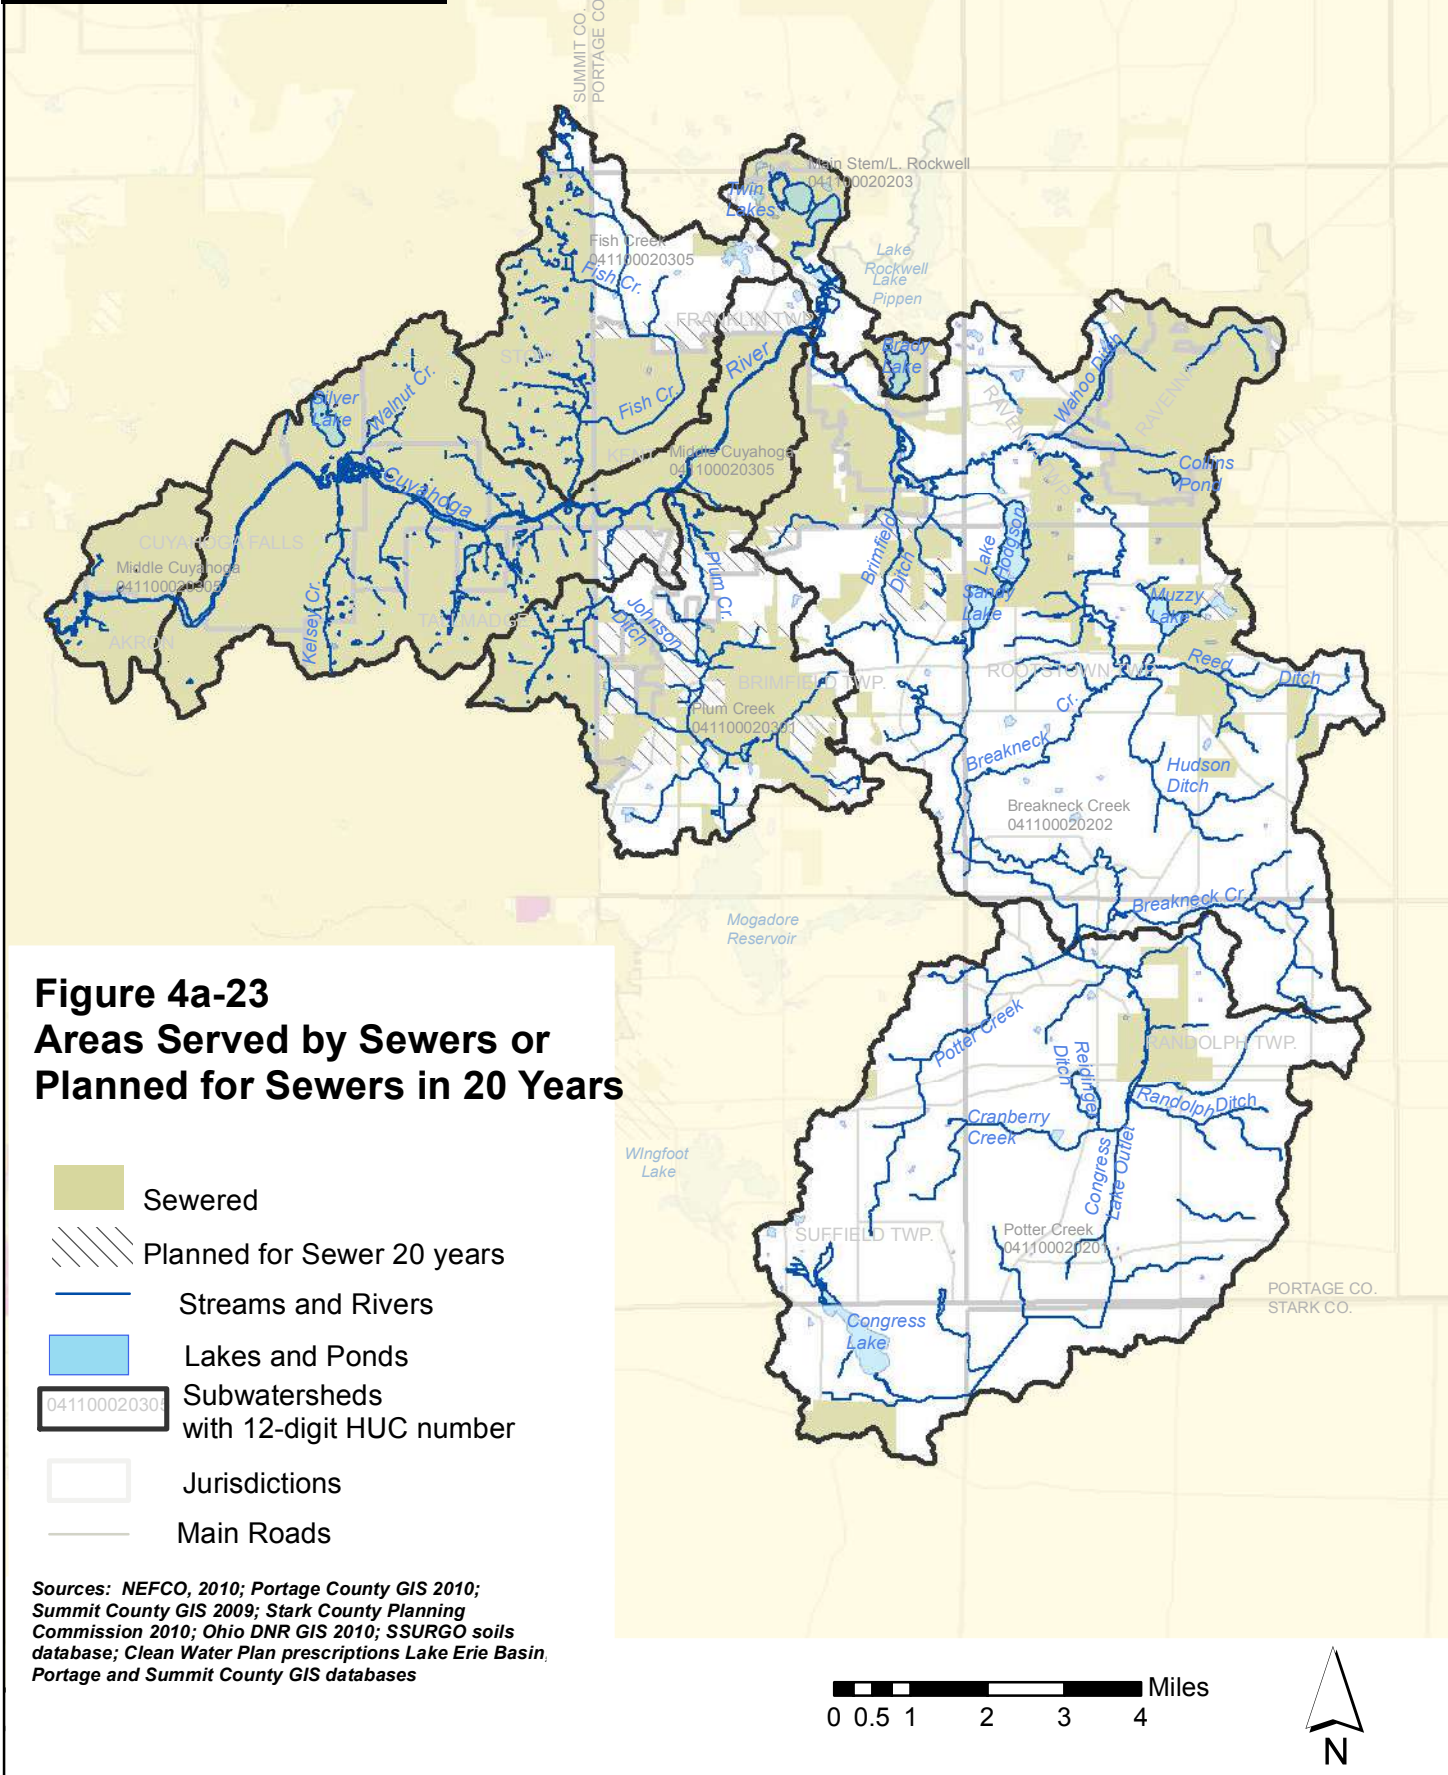 SUMMIT CO.
PORTAGE CO
Main Stem/L. Rockwell
041100020203
Twin
Lakes
Fish Creek
041100020305
Fish Cr.
Lake
Rockwell
Lake
Pippen
FRANKLIN TWP.
STOW
River
Brady
Lake
Wahoo Ditch
RAVENNA
RAVENNA TWP.
Silver
Lake
Walnut Cr.
Fish Cr.
KENT
Middle Cuyahoga
041100020305
Collins
Pond
Cuyahoga
CUYAHOGA FALLS
Middle Cuyahoga
041100020305
Brimfield
Ditch
Lake
Hodgson
Sandy
Lake
Muzzy
Lake
Plum Cr.
Johnson
Ditch
Kelsey Cr.
TALLMADGE
AKRON
ROOTSTOWN TWP.
Reed
Ditch
BRIMFIELD TWP.
Plum Creek
041100020301
Cr.
Breakneck
Hudson
Ditch
Breakneck Creek
041100020202
Breakneck Cr.
Mogadore
Reservoir
Figure 4a-23
Areas Served by Sewers or
Planned for Sewers in 20 Years
Potter Creek
Reidinger
Ditch
RANDOLPH TWP.
Randolph Ditch
Cranberry
Creek
Congress
Lake Outlet
WIngfoot
Lake
SUFFIELD TWP.
Potter Creek
041100020201
PORTAGE CO.
STARK CO.
Congress
Lake
Sewered
Planned for Sewer 20 years
Streams and Rivers
Lakes and Ponds
041100020305
Subwatersheds
with 12-digit HUC number
Jurisdictions
Main Roads
Sources: NEFCO, 2010; Portage County GIS 2010;
Summit County GIS 2009; Stark County Planning
Commission 2010; Ohio DNR GIS 2010; SSURGO soils
database; Clean Water Plan prescriptions Lake Erie Basin,
Portage and Summit County GIS databases
Miles
0 0.5 1 2 3 4
N